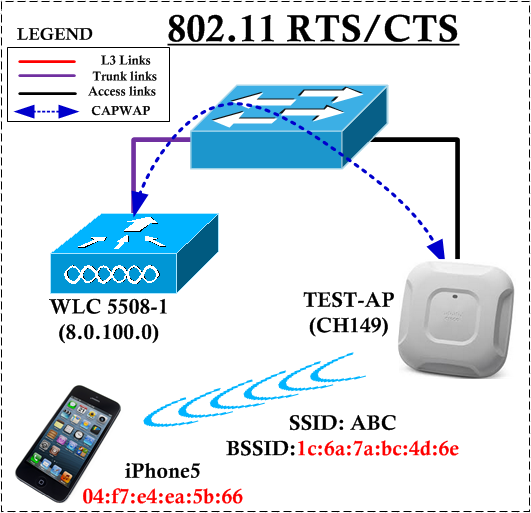 802.11 RTS/CTS
LEGEND
L3 Links
Trunk links
Access links
CAPWAP
WLC 5508-1
(8.0.100.0)
TEST-AP
(CH149)
SSID: ABC
BSSID:1c:6a:7a:bc:4d:6e
iPhone5
04:f7:e4:ea:5b:66